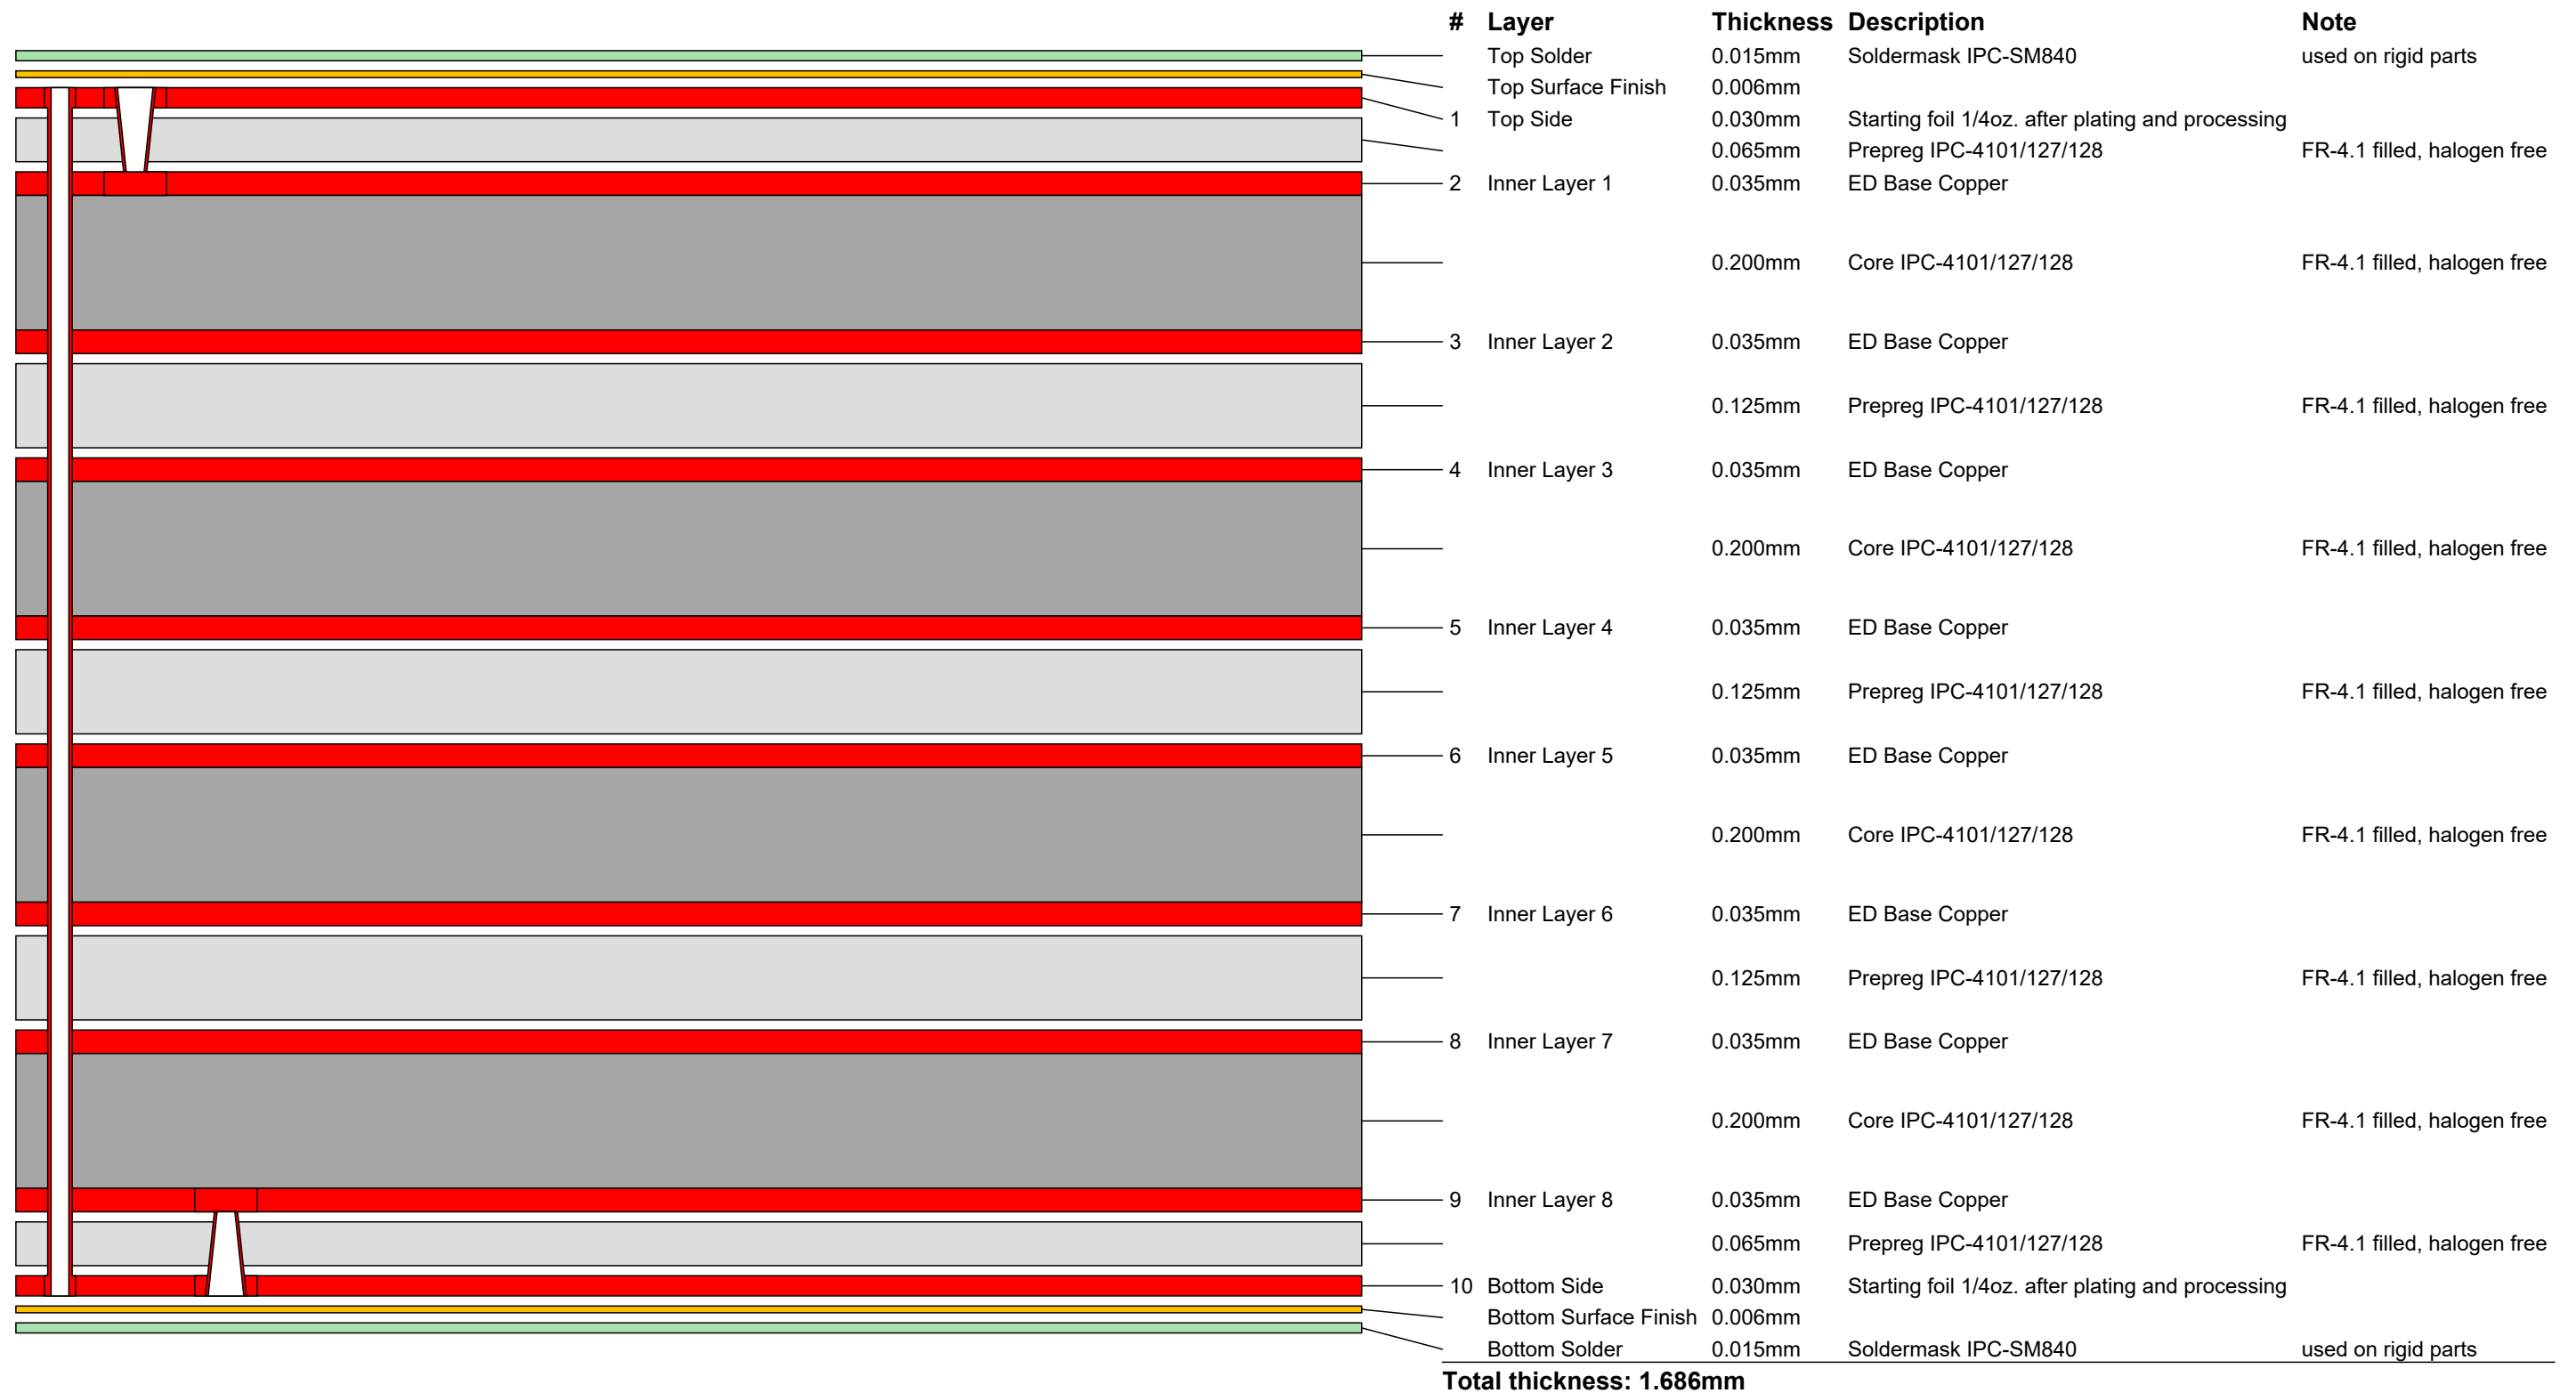 # Layer Thickness Description Note
Top Solder 0.015mm Soldermask IPC-SM840 used on rigid parts
Top Surface Finish 0.006mm
1 Top Side 0.030mm Starting foil 1/4oz. after plating and processing
0.065mm Prepreg IPC-4101/127/128 FR-4.1 filled, halogen free
2 Inner Layer 1 0.035mm ED Base Copper
0.200mm Core IPC-4101/127/128 FR-4.1 filled, halogen free
3 Inner Layer 2 0.035mm ED Base Copper
0.125mm Prepreg IPC-4101/127/128 FR-4.1 filled, halogen free
4 Inner Layer 3 0.035mm ED Base Copper
0.200mm Core IPC-4101/127/128 FR-4.1 filled, halogen free
5 Inner Layer 4 0.035mm ED Base Copper
0.125mm Prepreg IPC-4101/127/128 FR-4.1 filled, halogen free
6 Inner Layer 5 0.035mm ED Base Copper
0.200mm Core IPC-4101/127/128 FR-4.1 filled, halogen free
7 Inner Layer 6 0.035mm ED Base Copper
0.125mm Prepreg IPC-4101/127/128 FR-4.1 filled, halogen free
8 Inner Layer 7 0.035mm ED Base Copper
0.200mm Core IPC-4101/127/128 FR-4.1 filled, halogen free
9 Inner Layer 8 0.035mm ED Base Copper
0.065mm Prepreg IPC-4101/127/128 FR-4.1 filled, halogen free
10 Bottom Side 0.030mm Starting foil 1/4oz. after plating and processing
Bottom Surface Finish 0.006mm
Bottom Solder 0.015mm Soldermask IPC-SM840 used on rigid parts
Total thickness: 1.686mm